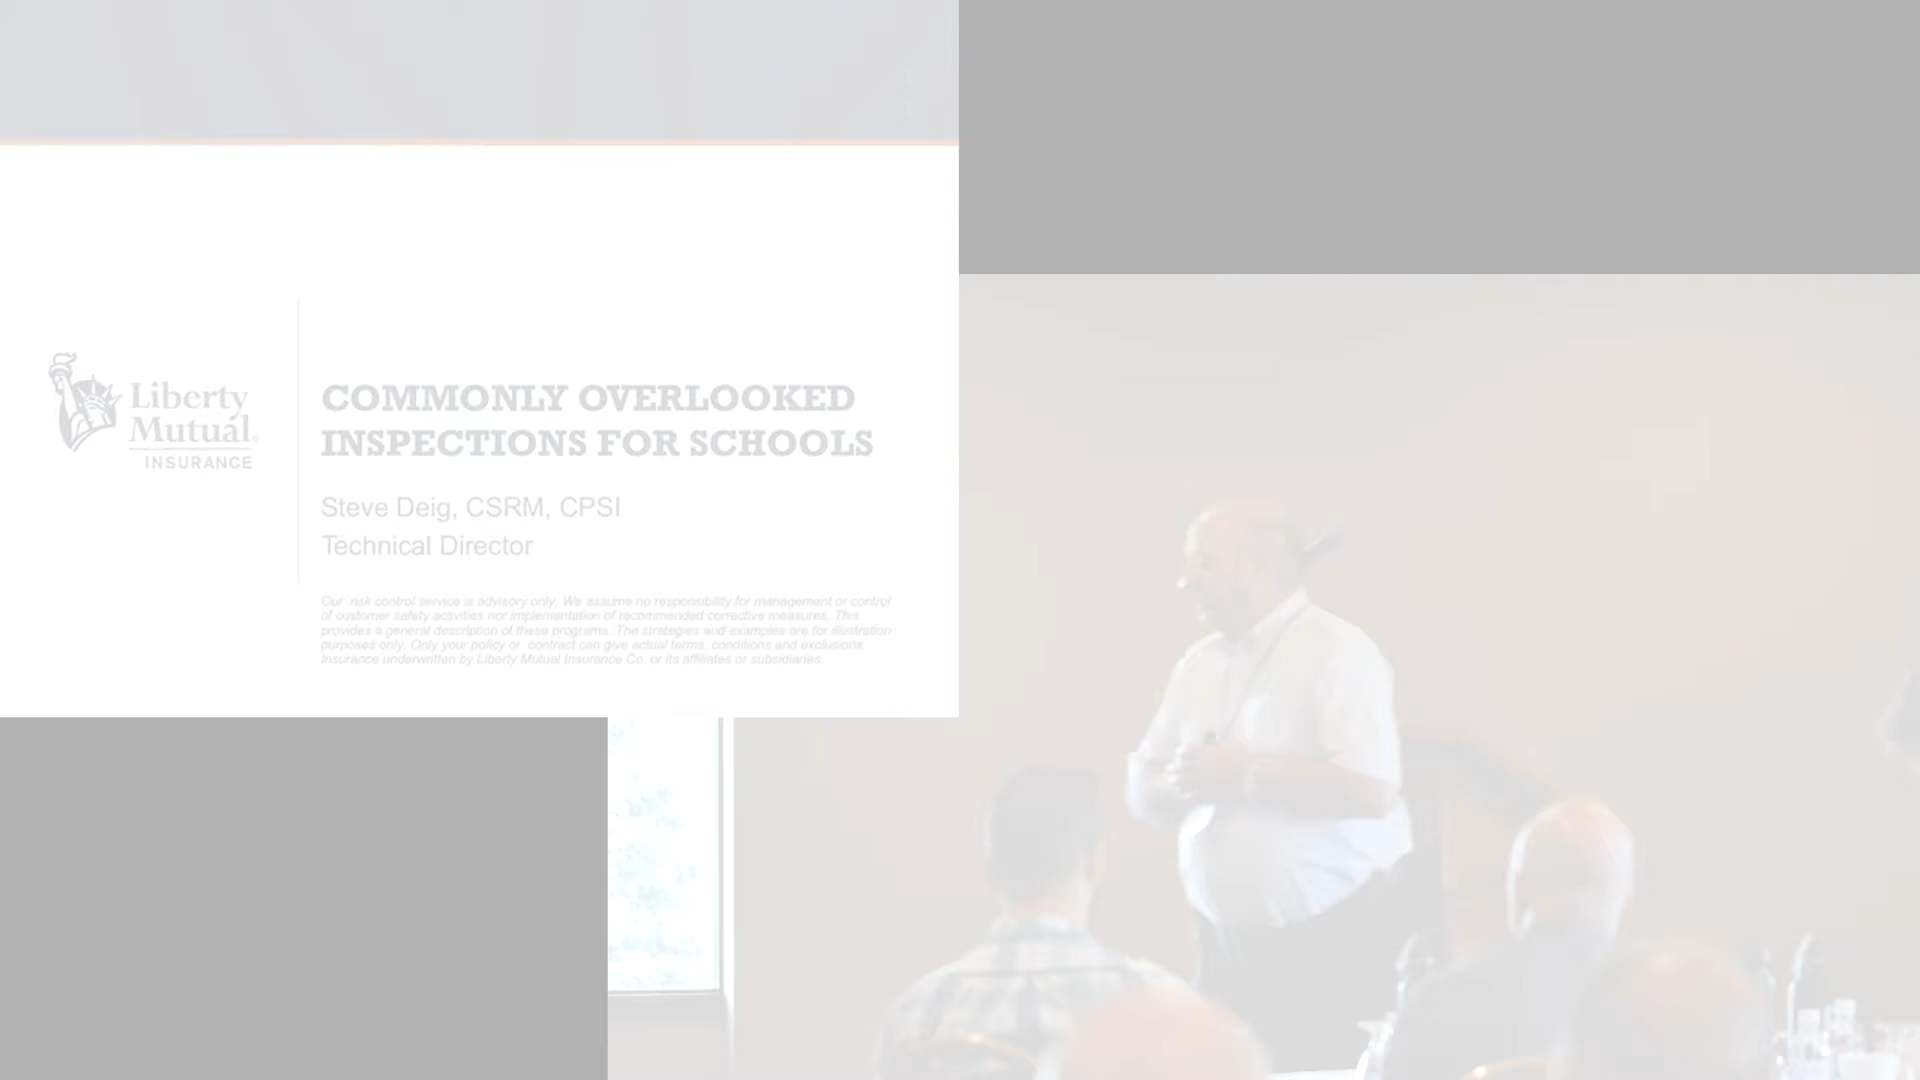 Liberty
Mutual®
INSURANCE
COMMONLY OVERLOOKED
INSPECTIONS FOR SCHOOLS
Steve Deig, CSRM, CPSI
Technical Director
Our risk control service is advisory only. We assume no responsibility for management or control
of customer safety activities nor implementation of recommended corrective measures. This
provides a general description of these programs. The strategies and examples are for illustration
purposes only. Only your policy or contract can give actual terms, conditions and exclusions
Insurance underwritten by Liberty Mutual Insurance Co. or its affiliates or subsidiaries.